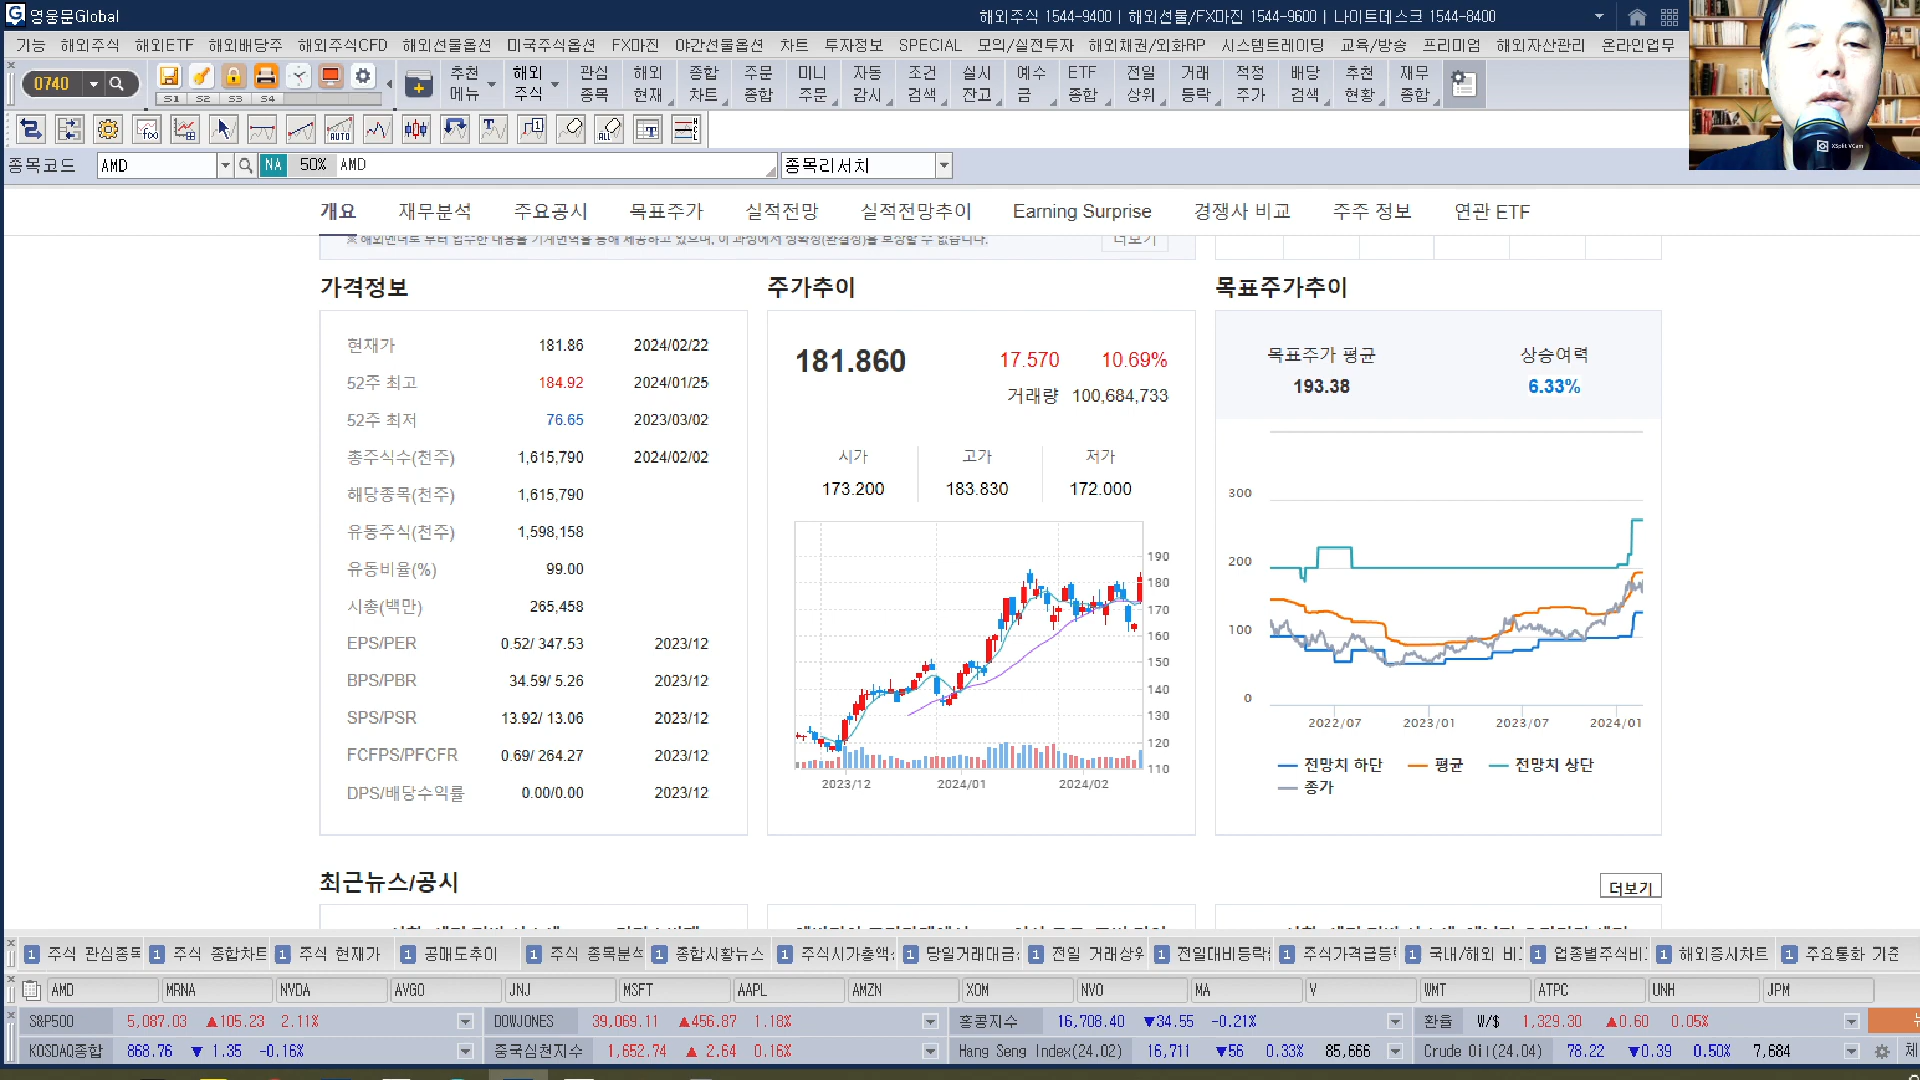 영웅문Global
해외주식 1544-9400 | 해외선물/FX마진 1544-9600 | 나이트데스크 1544-8400
기능 해외주식 해외ETF 해외배당주 해외주식CFD 해외선물옵션 미국주식옵션 FX마진 야간선물옵션 차트 투자정보 SPECIAL 모의/실전투자 해외채권/외화RP 시스템트레이딩 교육/방송 프리미엄 해외자산관리 온라인업무
0740
S1 S2 S3 S4
추천 메뉴
해외 주식
관심 종목
해외 현재
종합 차트
주문 종합
미니 주문
자동 감시
조건 검색
실시 잔고
예수 금
ETF 종합
전일 상위
거래 등락
적정 주가
배당 검색
추천 현황
재무 종합
XSplit VCam
종목코드 AMD NA 50% AMD 종목리서치
개요 재무분석 주요공시 목표주가 실적전망 실적전망추이 Earning Surprise 경쟁사 비교 주주 정보 연관 ETF
더보기
가격정보
현재가 181.86 2024/02/22
52주 최고 184.92 2024/01/25
52주 최저 76.65 2023/03/02
총주식수(천주) 1,615,790 2024/02/02
해당종목(천주) 1,615,790
유동주식(천주) 1,598,158
유동비율(%) 99.00
시총(백만) 265,458
EPS/PER 0.52/ 347.53 2023/12
BPS/PBR 34.59/ 5.26 2023/12
SPS/PSR 13.92/ 13.06 2023/12
FCFPS/PFCFR 0.69/ 264.27 2023/12
DPS/배당수익률 0.00/0.00 2023/12
주가추이
181.860 17.570 10.69%
거래량 100,684,733
시가 고가 저가
173.200 183.830 172.000
190
180
170
160
150
140
130
120
110
2023/12 2024/01 2024/02
목표주가추이
목표주가 평균 상승여력
193.38 6.33%
300
200
100
0
2022/07 2023/01 2023/07 2024/01
전망치 하단 평균 전망치 상단
종가
최근뉴스/공시
더보기
1 주식 관심종목 1 주식 종합차트 1 주식 현재가 1 공매도추이 1 주식 종목분석 1 종합시황뉴스 1 주식시가총액 1 당일거래대금 1 전일 거래상위 1 전일대비등락 1 주식가격급등 1 국내/해외 비 1 업종별주식비 1 해외증시차트 1 주요통화 기준
AMD MRNA NVDA AVGO JNJ MSFT AAPL AMZN XOM NVO MA V WMT ATPC UNH JPM
S&P500 5,087.03 ▲105.23 2.11% DOWJONES 39,069.11 ▲456.87 1.18% 홍콩지수 16,708.40 ▼34.55 -0.21% 환율 W/$ 1,329.30 ▲0.60 0.05%
KOSDAQ종합 868.76 ▼ 1.35 -0.16% 중국심천지수 1,652.74 ▲ 2.64 0.16% Hang Seng Index(24.02) 16,711 ▼56 0.33% 85,666 Crude Oil(24.04) 78.22 ▼0.39 0.50% 7,684 체